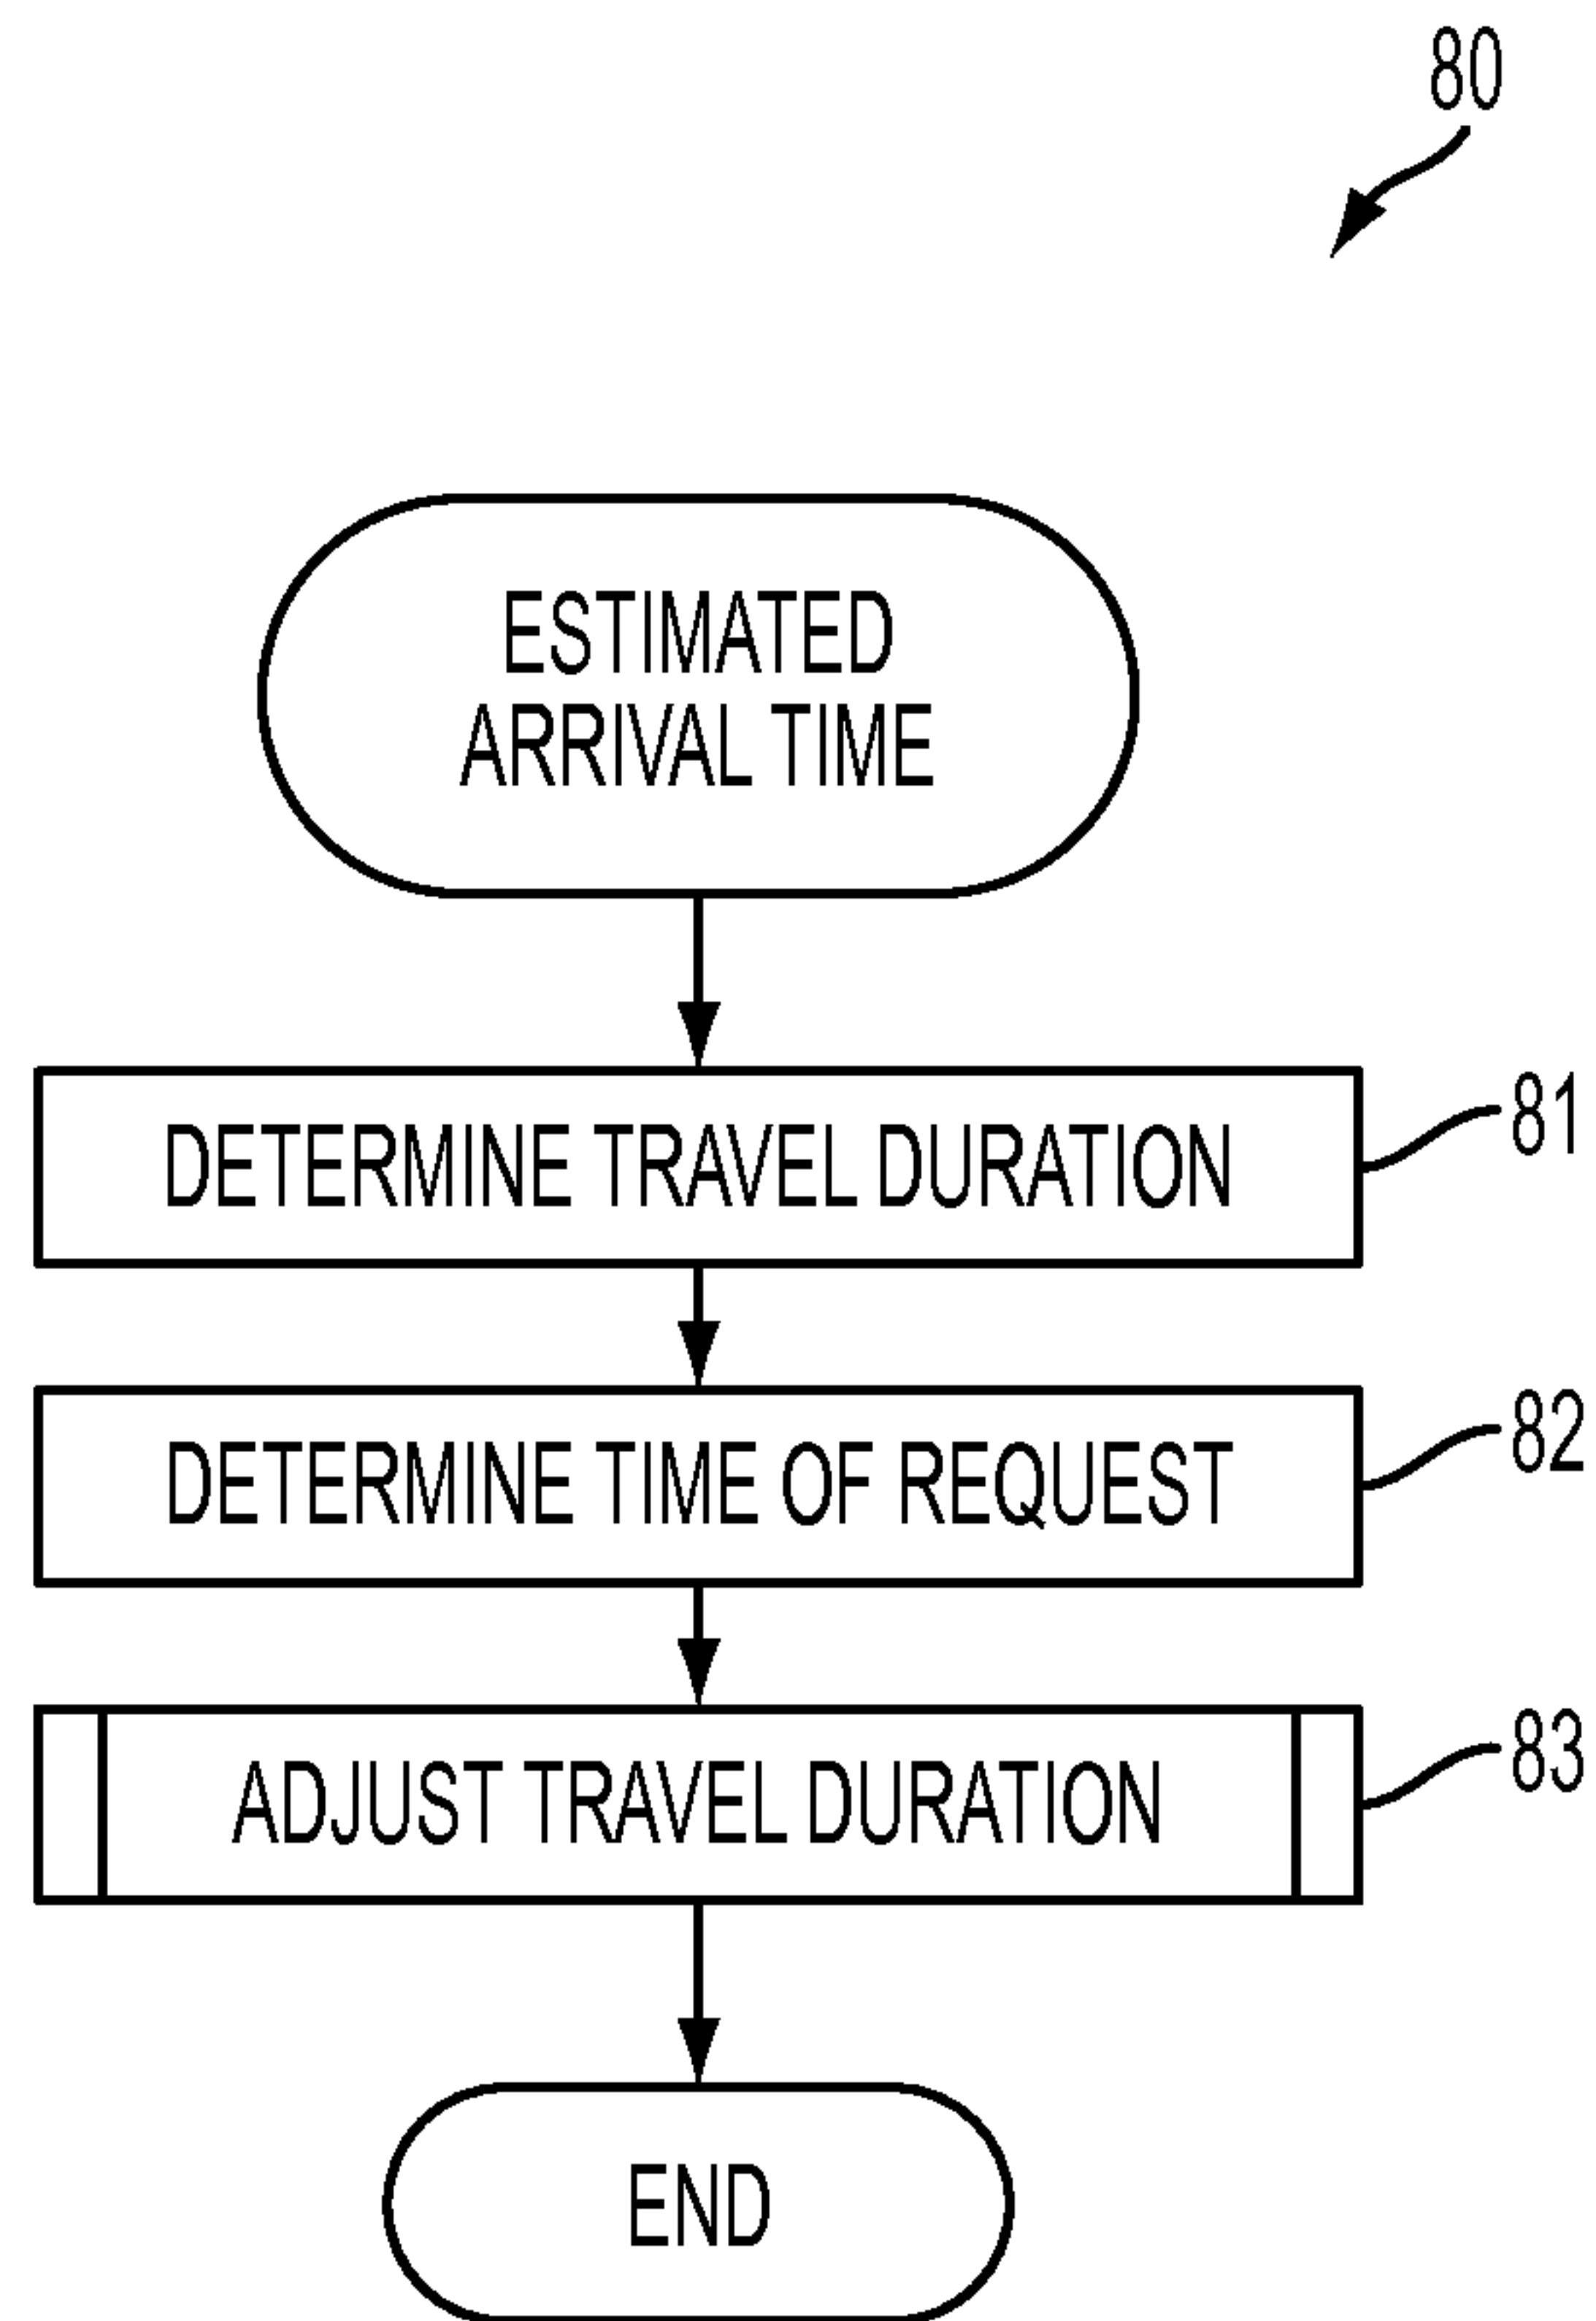 80
ESTIMATED
ARRIVAL TIME
DETERMINE TRAVEL DURATION
81
DETERMINE TIME OF REQUEST
82
ADJUST TRAVEL DURATION
83
END